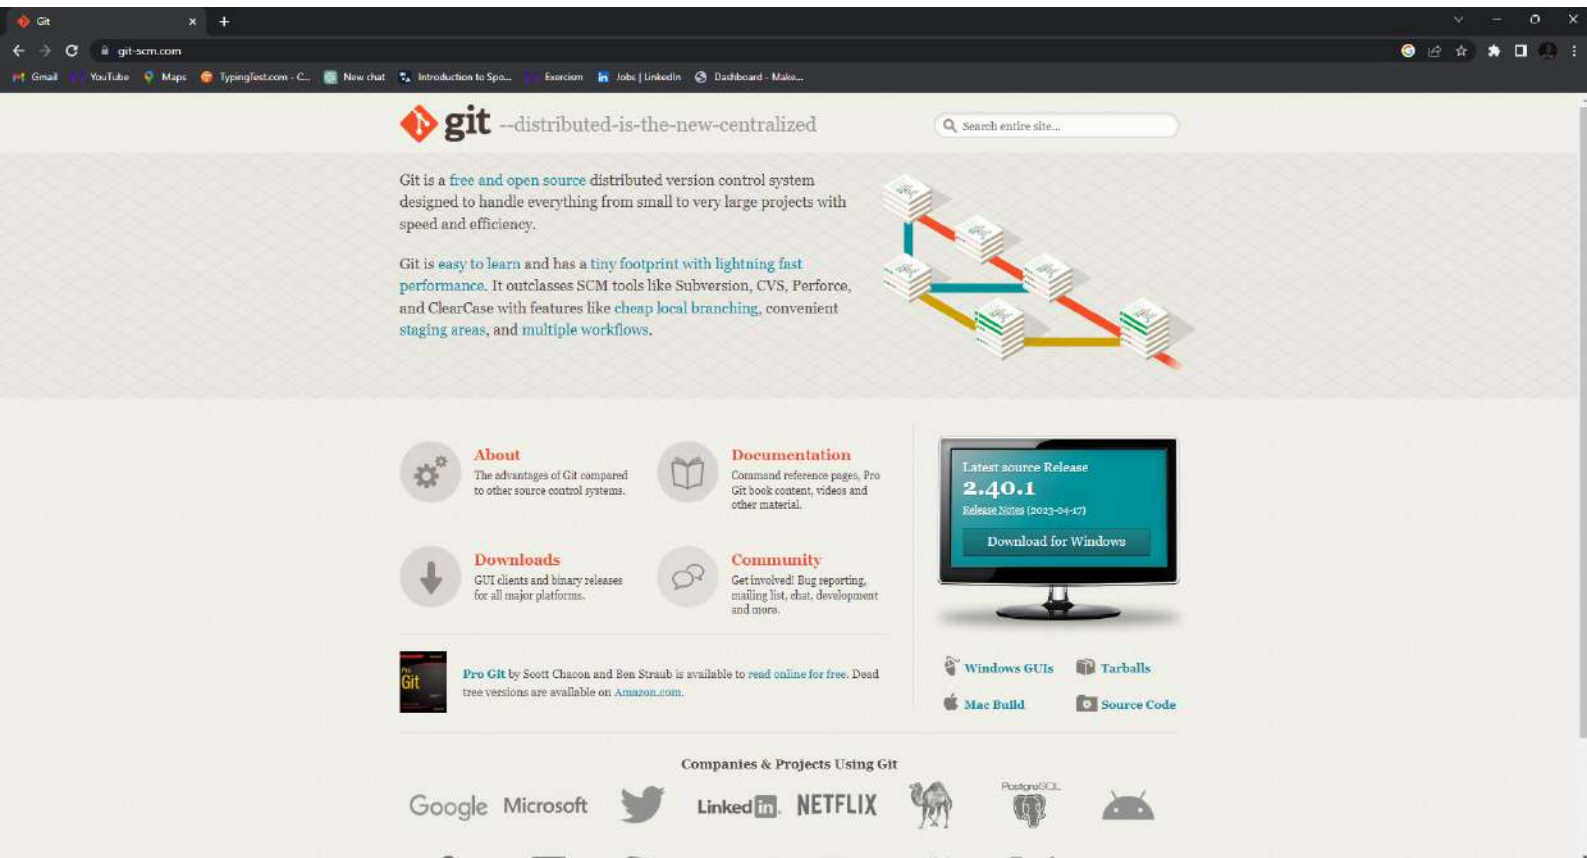 Git
git-scm.com
Gmail YouTube Maps TypingTest.com - C... New chat Introduction to Spo... Exercism Jobs | LinkedIn Dashboard - Make...
git --distributed-is-the-new-centralized
Search entire site...
Git is a free and open source distributed version control system
designed to handle everything from small to very large projects with
speed and efficiency.
Git is easy to learn and has a tiny footprint with lightning fast
performance. It outclasses SCM tools like Subversion, CVS, Perforce,
and ClearCase with features like cheap local branching, convenient
staging areas, and multiple workflows.
About
The advantages of Git compared
to other source control systems.
Documentation
Command reference pages, Pro
Git book content, videos and
other material.
Downloads
GUI clients and binary releases
for all major platforms.
Community
Get involved! Bug reporting,
mailing list, chat, development
and more.
Latest source Release
2.40.1
Release Notes (2023-04-17)
Download for Windows
Pro
Git
Pro Git by Scott Chacon and Ben Straub is available to read online for free. Dead
tree versions are available on Amazon.com.
Windows GUIs Tarballs
Mac Build Source Code
Companies & Projects Using Git
Google Microsoft Linked in NETFLIX PostgreSQL